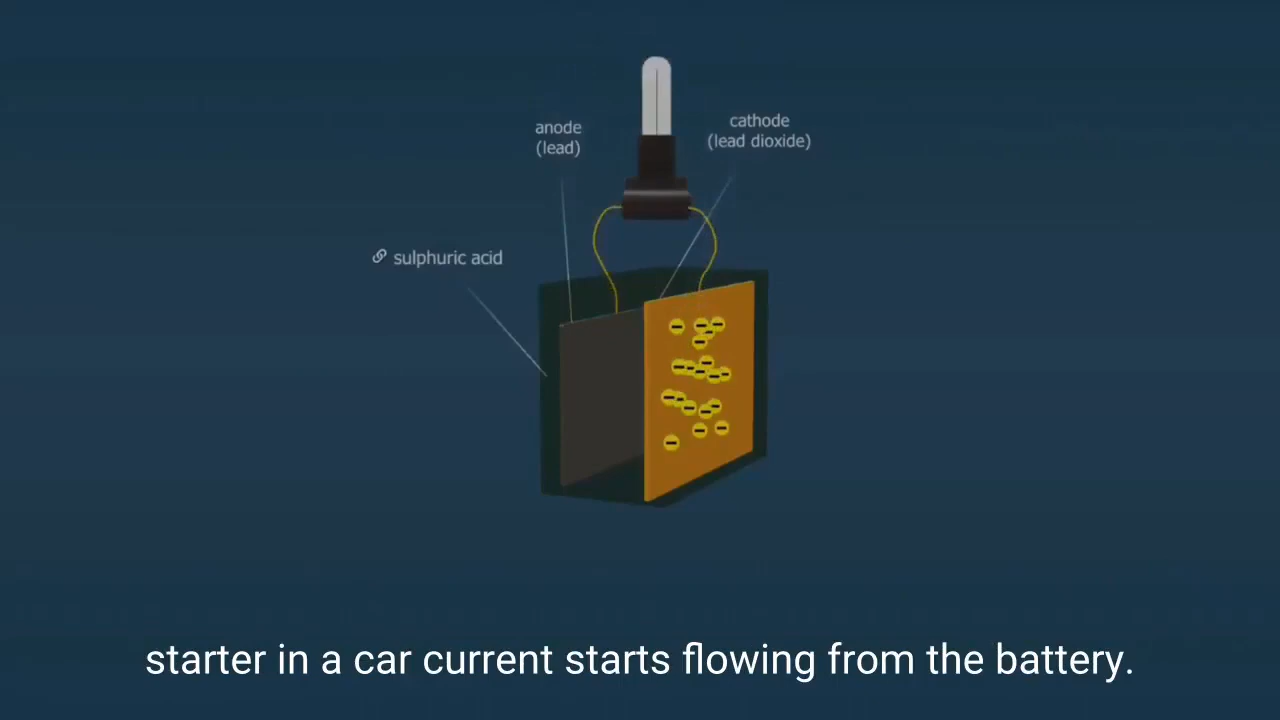 cathode
(lead dioxide)
anode
(lead)
sulphuric acid
starter in a car current starts flowing from the battery.